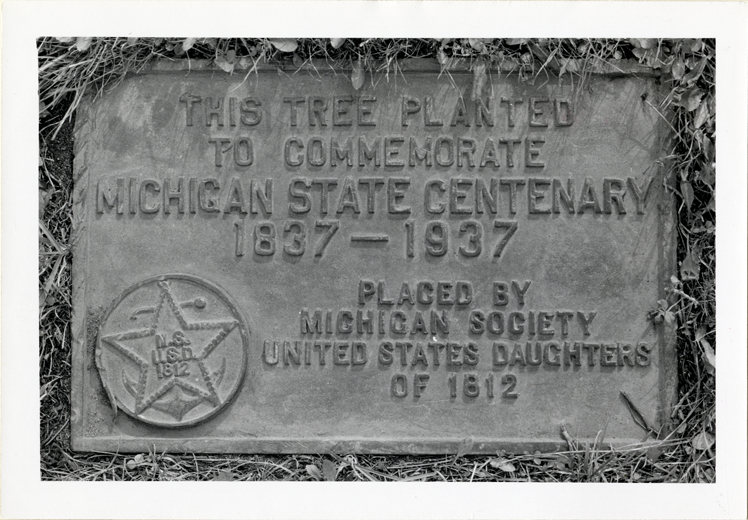 THIS TREE PLANTED
TO COMMEMORATE
MICHIGAN STATE CENTENARY
1837 — 1937
PLACED BY
MICHIGAN SOCIETY
UNITED STATES DAUGHTERS
OF 1812
N.S.
U.S.D.
1812